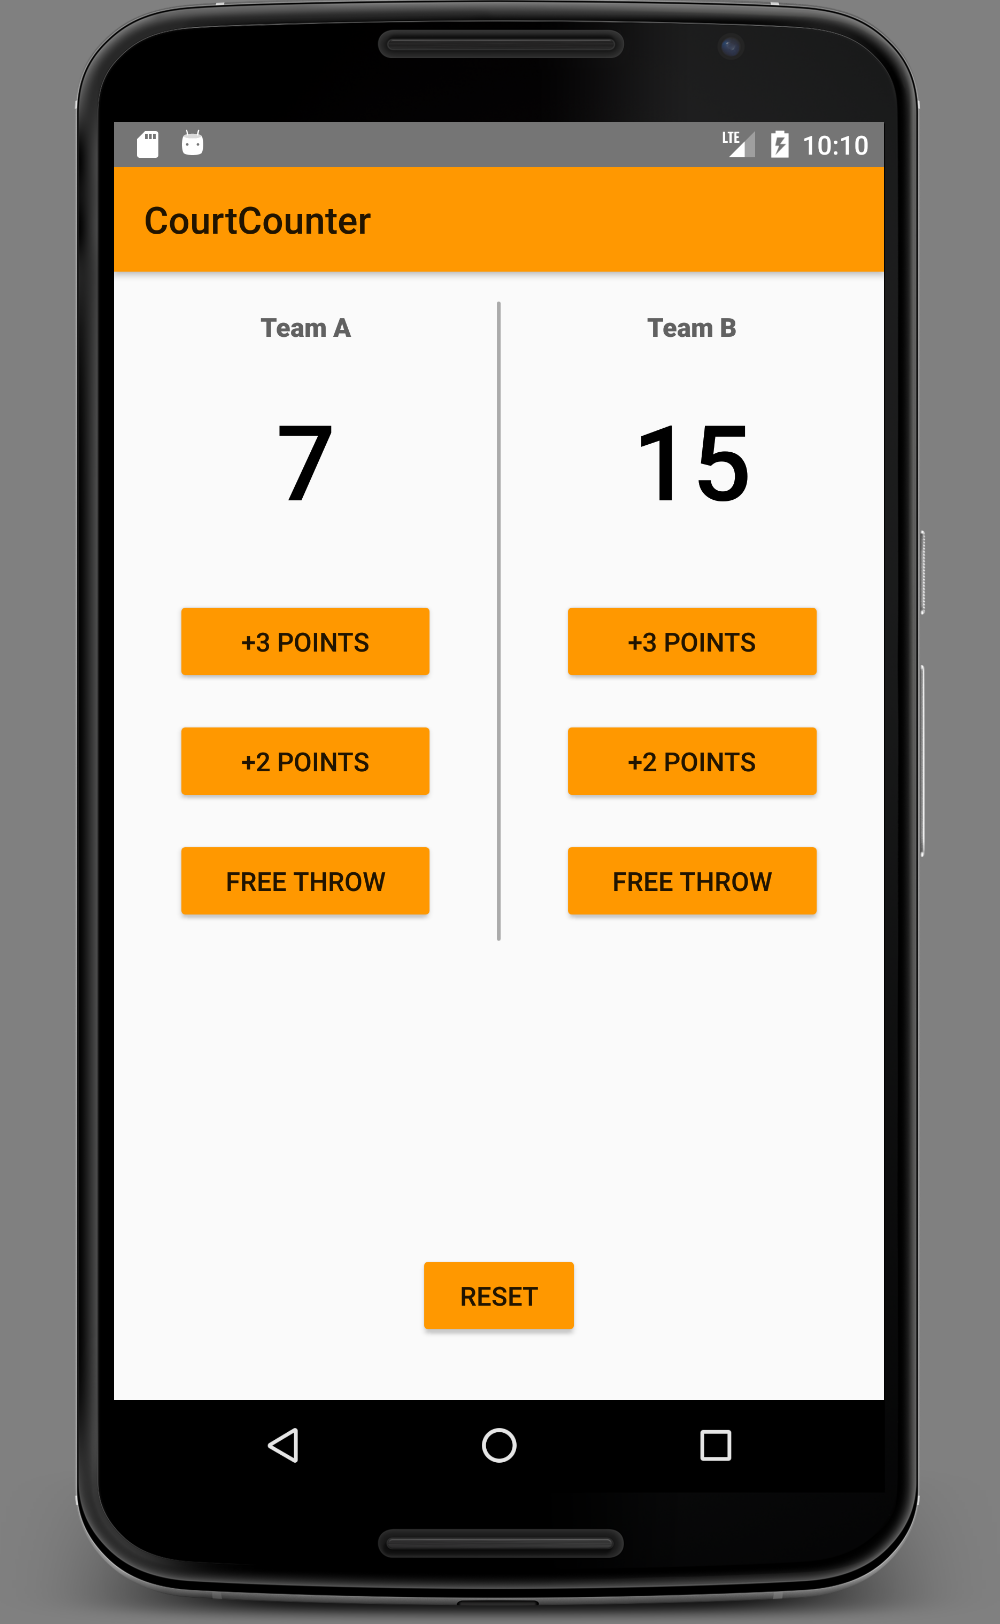 LTE 10:10
CourtCounter
Team A
Team B
7
15
+3 POINTS
+3 POINTS
+2 POINTS
+2 POINTS
FREE THROW
FREE THROW
RESET